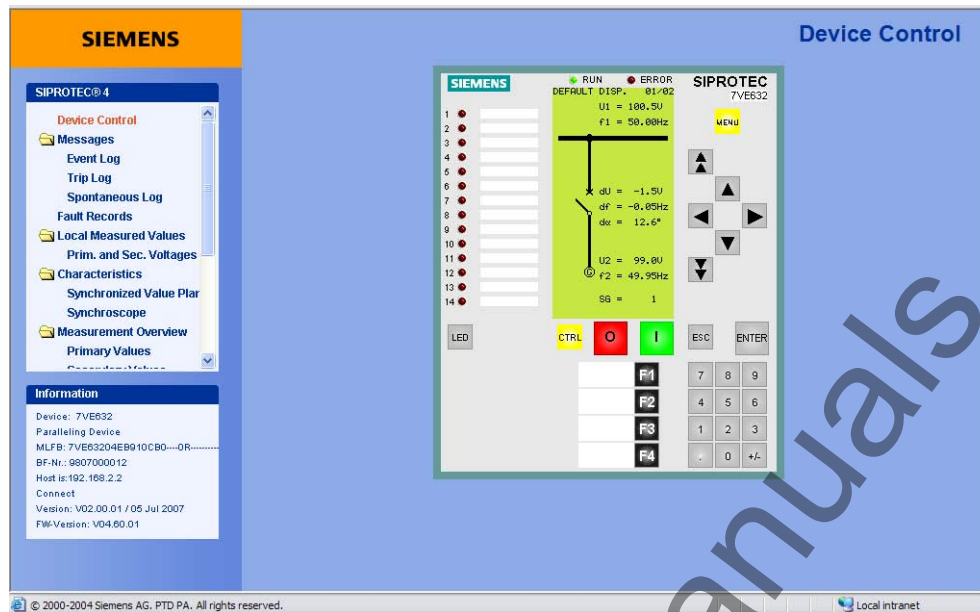 SIEMENS
Device Control
SIPROTEC® 4
Device Control
Messages
Event Log
Trip Log
Spontaneous Log
Fault Records
Local Measured Values
Prim. and Sec. Voltages
Characteristics
Synchronized Value Plar
Synchroscope
Measurement Overview
Primary Values
Information
Device: 7VE632
Paralleling Device
MLFB: 7VE63204EB910CB0----0R---------
BF-Nr.: 9807000012
Host is:192.168.2.2
Connect
Version: V02.00.01 / 05 Jul 2007
FW-Version: V04.60.01
SIEMENS
RUN ERROR
SIPROTEC
7VE632
DEFAULT DISP. 01/02
U1 = 100.5V
f1 = 50.00Hz
MENU
1
2
3
4
5
6
7
8
9
10
11
12
13
14
dU = -1.5V
df = -0.05Hz
dα = 12.6°
U2 = 99.0V
G f2 = 49.95Hz
SG = 1
LED
CTRL O I ESC ENTER
F1 7 8 9
F2 4 5 6
F3 1 2 3
F4 . 0 +/-
© 2000-2004 Siemens AG. PTD PA. All rights reserved.
Local intranet